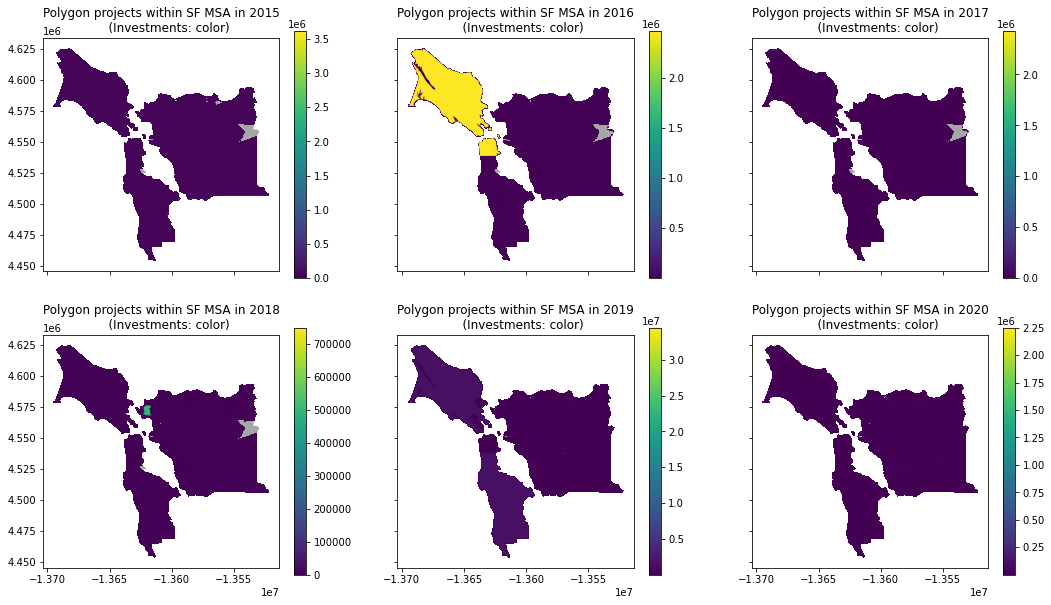 Polygon projects within SF MSA in 2015
(Investments: color)
1e6
4.625
4.600
4.575
4.550
4.525
4.500
4.475
4.450
1e6
3.5
3.0
2.5
2.0
1.5
1.0
0.5
0.0
Polygon projects within SF MSA in 2016
(Investments: color)
1e6
2.0
1.5
1.0
0.5
Polygon projects within SF MSA in 2017
(Investments: color)
1e6
2.0
1.5
1.0
0.5
0.0
Polygon projects within SF MSA in 2018
(Investments: color)
1e6
4.625
4.600
4.575
4.550
4.525
4.500
4.475
4.450
−1.370 −1.365 −1.360 −1.355
1e7
700000
600000
500000
400000
300000
200000
100000
0
Polygon projects within SF MSA in 2019
(Investments: color)
−1.370 −1.365 −1.360 −1.355
1e7
1e7
3.0
2.5
2.0
1.5
1.0
0.5
Polygon projects within SF MSA in 2020
(Investments: color)
−1.370 −1.365 −1.360 −1.355
1e7
1e6
2.25
2.00
1.75
1.50
1.25
1.00
0.75
0.50
0.25